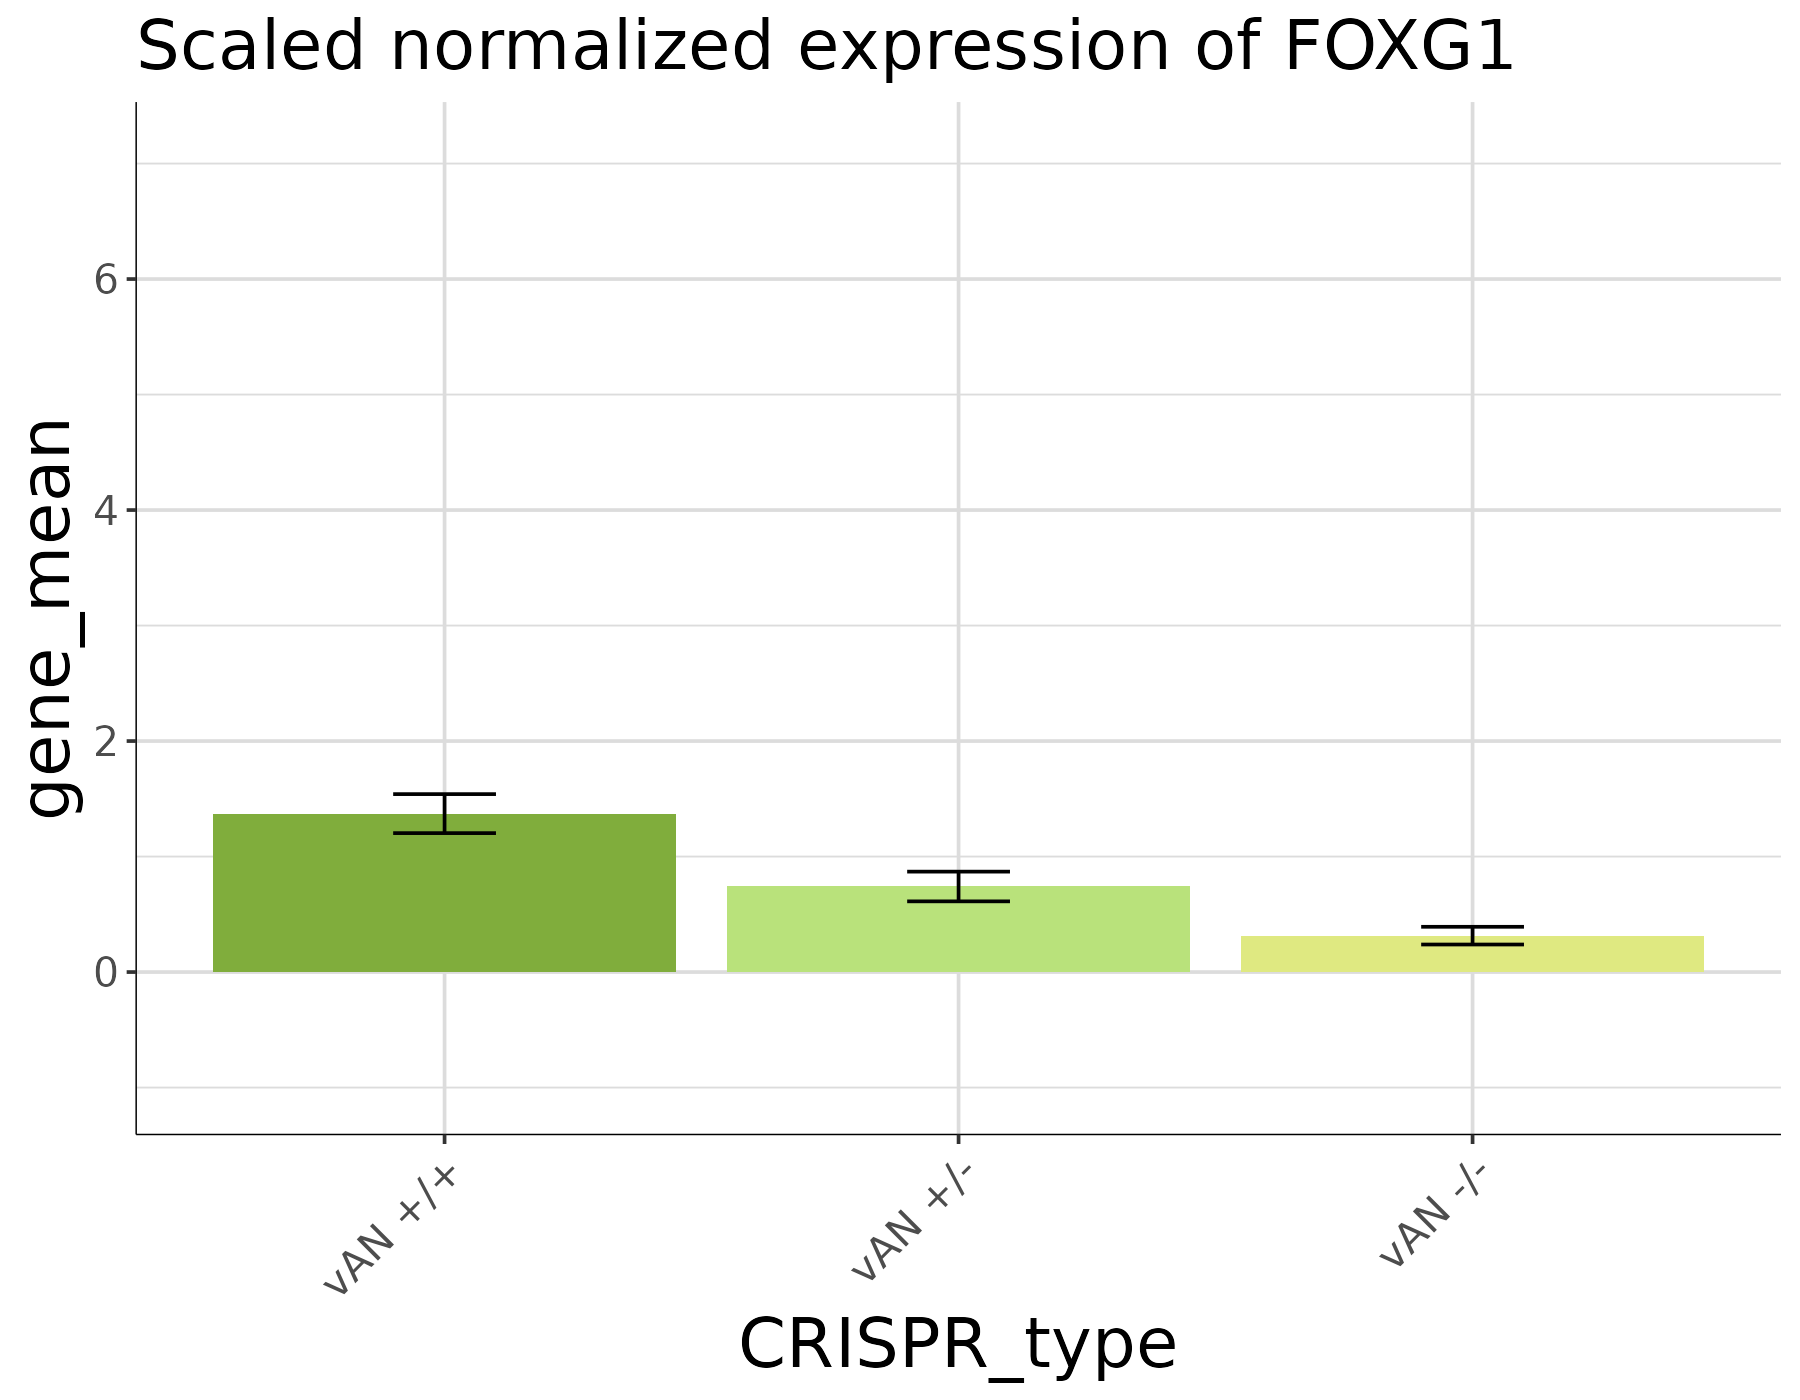 Scaled normalized expression of FOXG1
gene_mean
6
4
2
0
vAN +/+
vAN +/-
vAN -/-
CRISPR_type